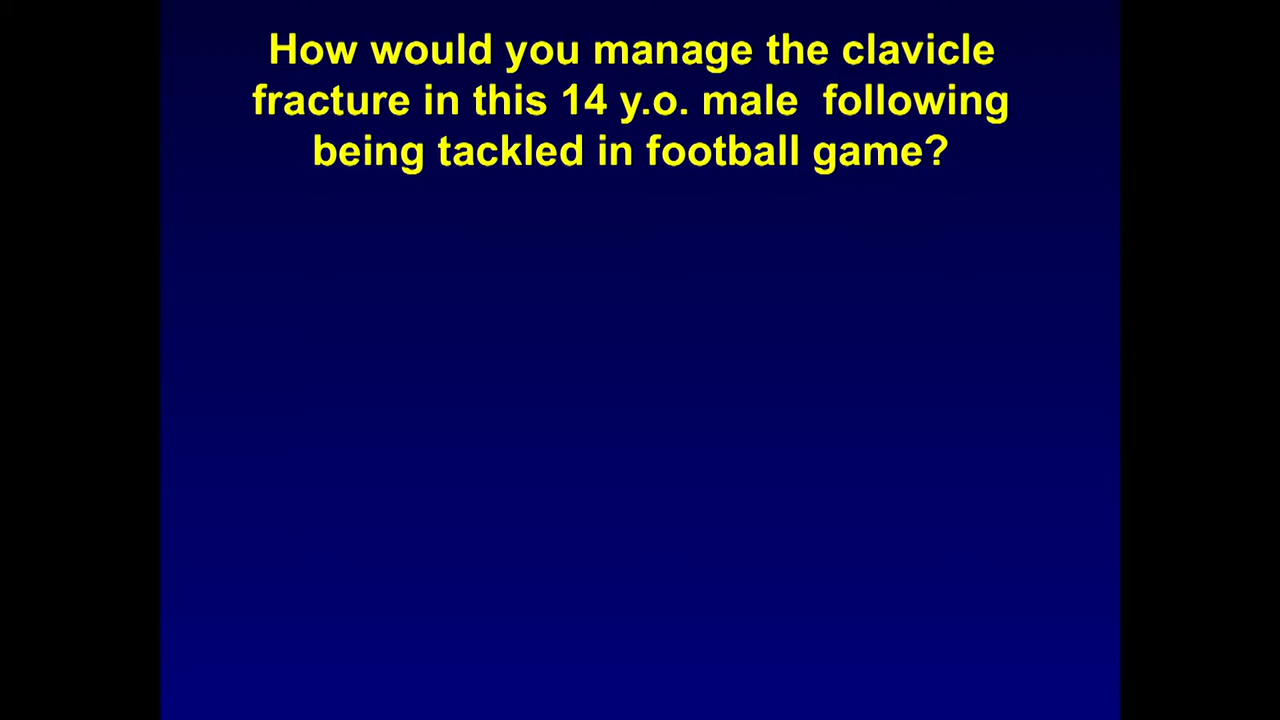 How would you manage the clavicle
fracture in this 14 y.o. male  following
being tackled in football game?